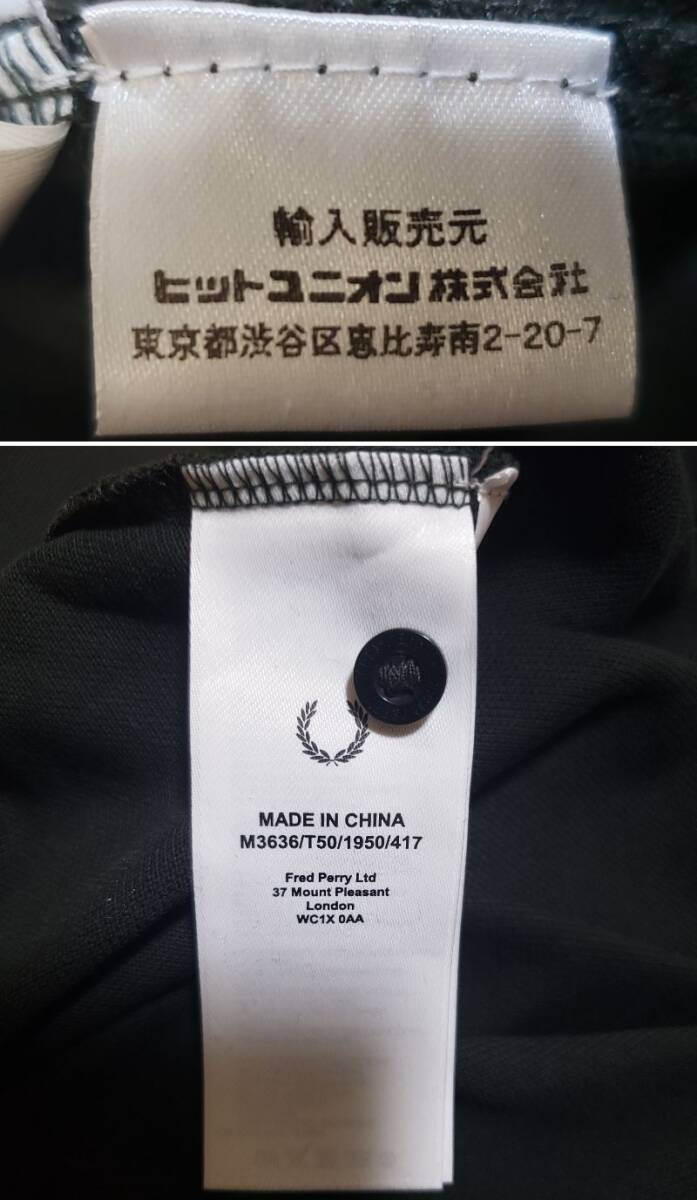 輸入販売元
ヒットユニオン株式会社
東京都渋谷区恵比寿南2-20-7
MADE IN CHINA
M3636/T50/1950/417
Fred Perry Ltd
37 Mount Pleasant
London
WC1X 0AA